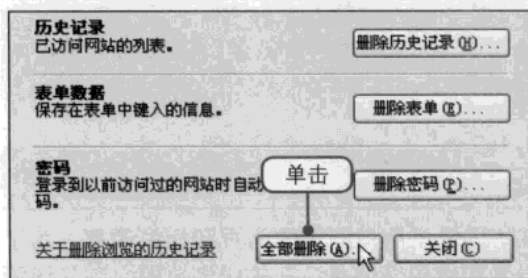 历史记录
已访问网站的列表。
删除历史记录(H)...
表单数据
保存在表单中键入的信息。
删除表单(F)...
密码
登录到以前访问过的网站时自动
码。
单击
删除密码(P)...
关于删除浏览的历史记录
全部删除(A)...
关闭(C)